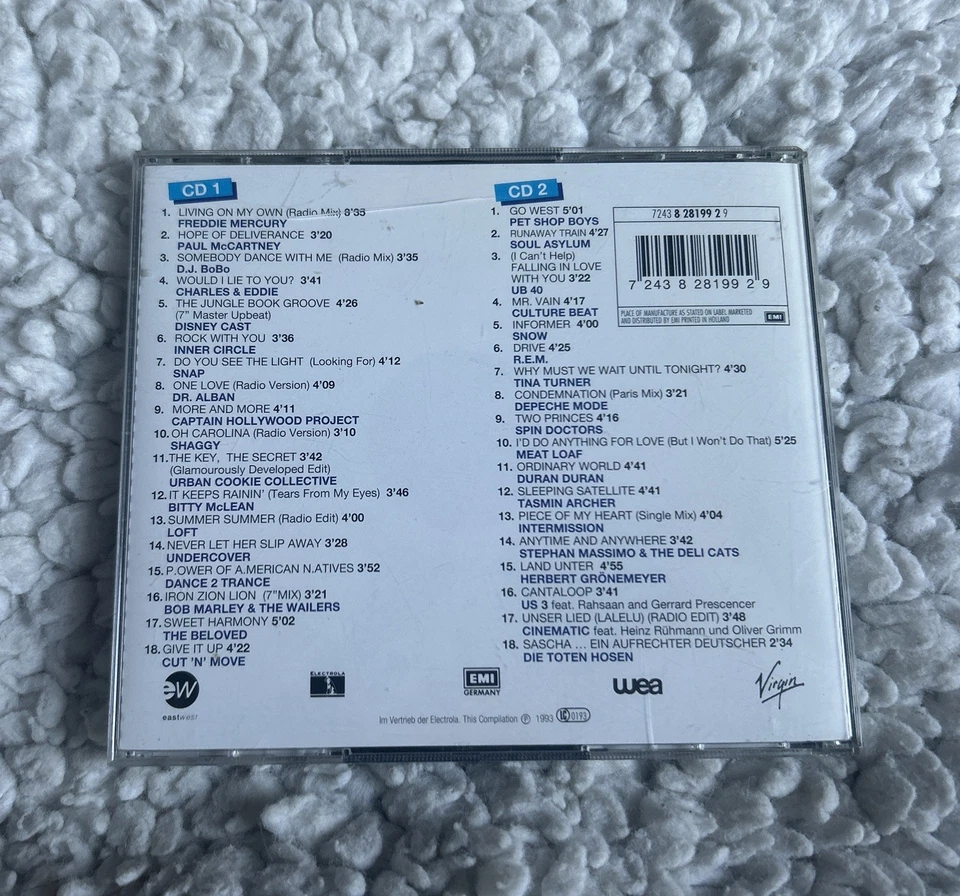 CD 1
1. LIVING ON MY OWN (Radio Mix) 3'35
FREDDIE MERCURY
2. HOPE OF DELIVERANCE 3'20
PAUL McCARTNEY
3. SOMEBODY DANCE WITH ME (Radio Mix) 3'35
D.J. BoBo
4. WOULD I LIE TO YOU? 3'41
CHARLES & EDDIE
5. THE JUNGLE BOOK GROOVE 4'26
(7" Master Upbeat)
DISNEY CAST
6. ROCK WITH YOU 3'36
INNER CIRCLE
7. DO YOU SEE THE LIGHT (Looking For) 4'12
SNAP
8. ONE LOVE (Radio Version) 4'09
DR. ALBAN
9. MORE AND MORE 4'11
CAPTAIN HOLLYWOOD PROJECT
10. OH CAROLINA (Radio Version) 3'10
SHAGGY
11. THE KEY, THE SECRET 3'42
(Glamourously Developed Edit)
URBAN COOKIE COLLECTIVE
12. IT KEEPS RAININ' (Tears From My Eyes) 3'46
BITTY McLEAN
13. SUMMER SUMMER (Radio Edit) 4'00
LOFT
14. NEVER LET HER SLIP AWAY 3'28
UNDERCOVER
15. P.OWER OF A.MERICAN N.ATIVES 3'52
DANCE 2 TRANCE
16. IRON ZION LION (7"MIX) 3'21
BOB MARLEY & THE WAILERS
17. SWEET HARMONY 5'02
THE BELOVED
18. GIVE IT UP 4'22
CUT 'N' MOVE
CD 2
1. GO WEST 5'01
PET SHOP BOYS
2. RUNAWAY TRAIN 4'27
SOUL ASYLUM
3. (I Can't Help)
FALLING IN LOVE
WITH YOU 3'22
UB 40
4. MR. VAIN 4'17
CULTURE BEAT
5. INFORMER 4'00
SNOW
6. DRIVE 4'25
R.E.M.
7. WHY MUST WE WAIT UNTIL TONIGHT? 4'30
TINA TURNER
8. CONDEMNATION (Paris Mix) 3'21
DEPECHE MODE
9. TWO PRINCES 4'16
SPIN DOCTORS
10. I'D DO ANYTHING FOR LOVE (But I Won't Do That) 5'25
MEAT LOAF
11. ORDINARY WORLD 4'41
DURAN DURAN
12. SLEEPING SATELLITE 4'41
TASMIN ARCHER
13. PIECE OF MY HEART (Single Mix) 4'04
INTERMISSION
14. ANYTIME AND ANYWHERE 3'42
STEPHAN MASSIMO & THE DELI CATS
15. LAND UNTER 4'55
HERBERT GRÖNEMEYER
16. CANTALOOP 3'41
US 3 feat. Rahsaan and Gerrard Prescencer
17. UNSER LIED (LALELU) (RADIO EDIT) 3'48
CINEMATIC feat. Heinz Rühmann und Oliver Grimm
18. SASCHA ... EIN AUFRECHTER DEUTSCHER 2'34
DIE TOTEN HOSEN
7243 8 28199 2 9
7 243 8 28199 2 9
PLACE OF MANUFACTURE AS STATED ON LABEL MARKETED
AND DISTRIBUTED BY EMI PRINTED IN HOLLAND
EMI
ew
eastwest
ELECTROLA
EMI
GERMANY
wea
Virgin
Im Vertrieb der Electrola. This Compilation Ⓟ 1993 LC 0193